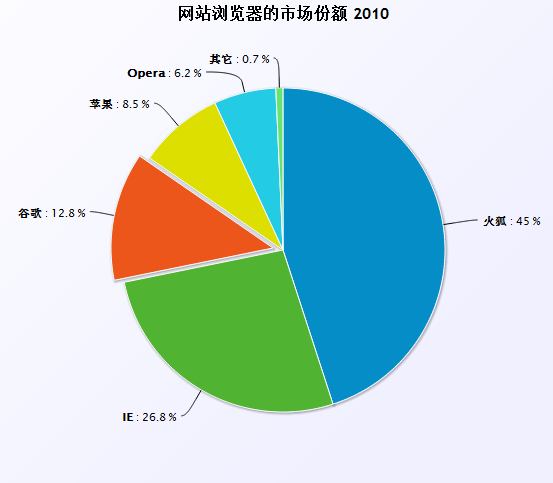 网站浏览器的市场份额 2010
其它 : 0.7 %
Opera : 6.2 %
苹果 : 8.5 %
谷歌 : 12.8 %
火狐 : 45 %
IE : 26.8 %